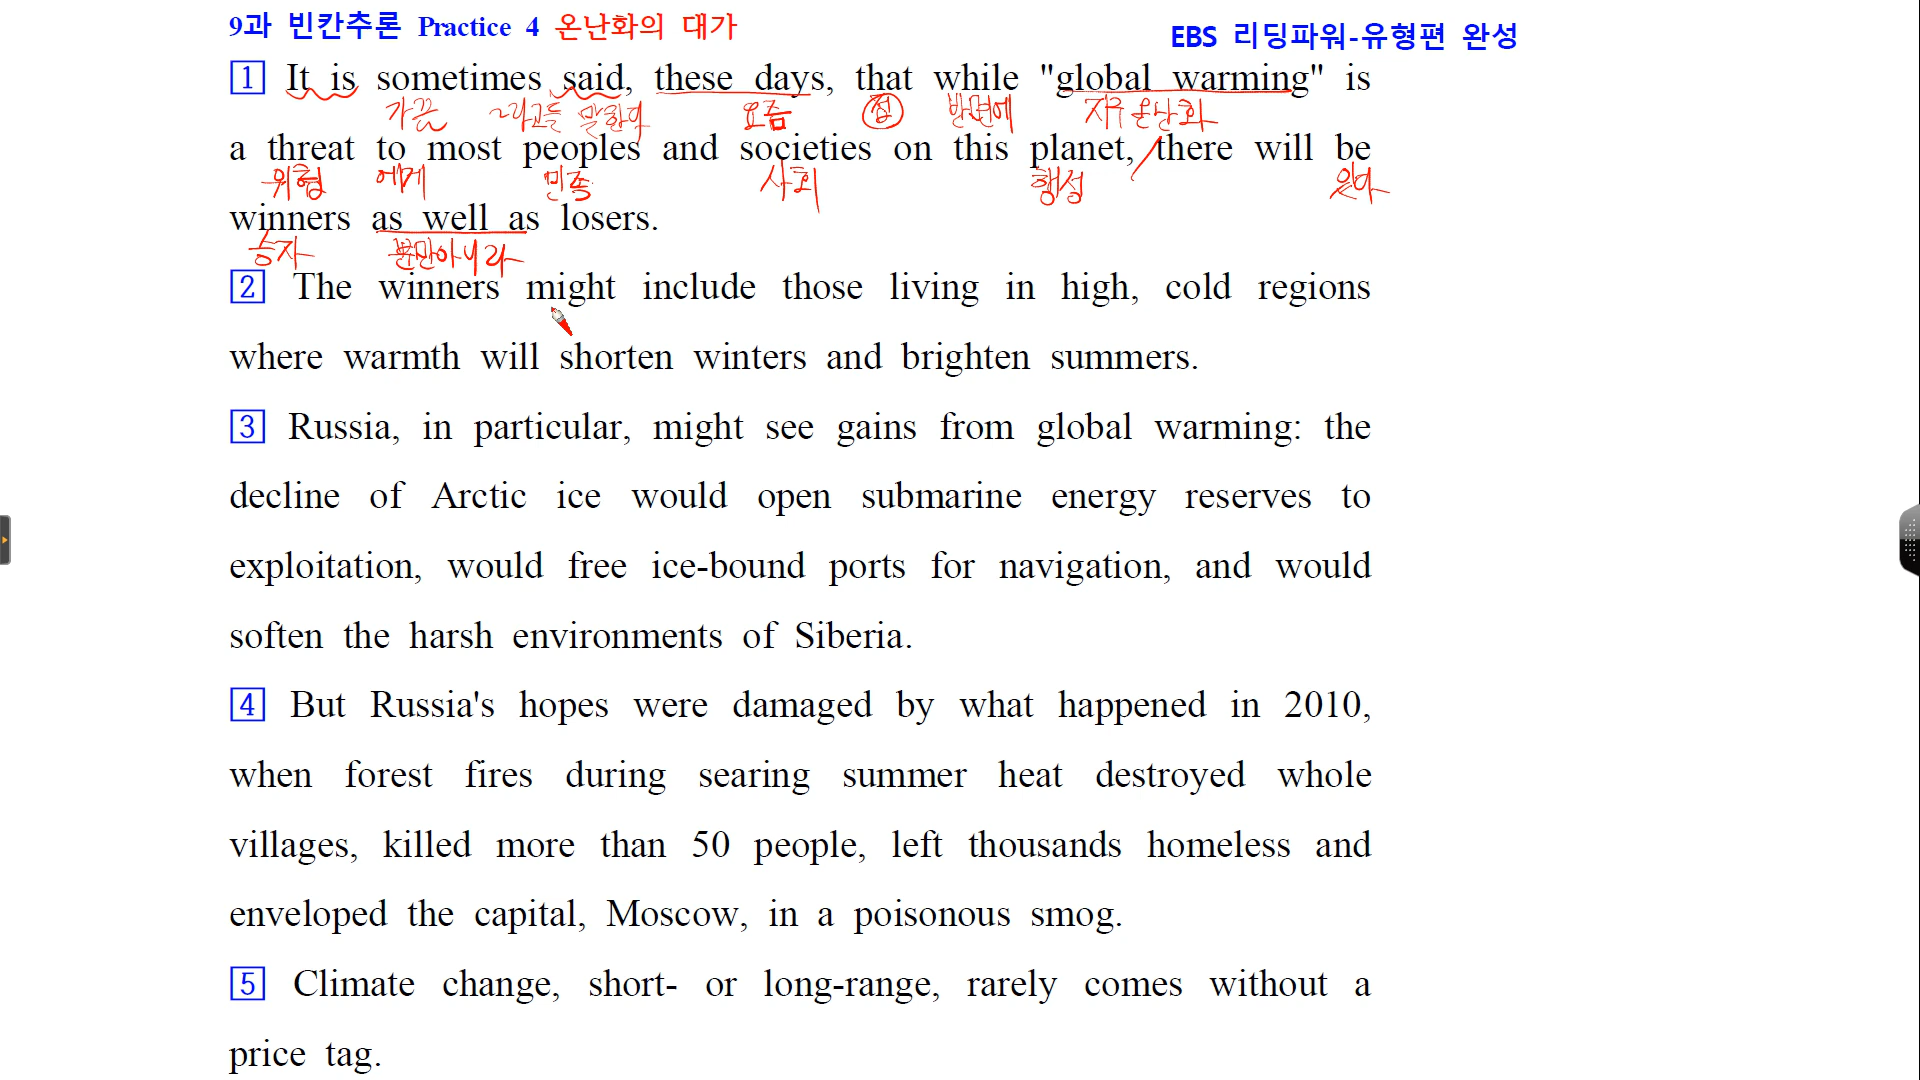 9과 빈칸추론 Practice 4 온난화의 대가
EBS 리딩파워-유형편 완성
1 It is sometimes said, these days, that while "global warming" is
가끔 라고들 말한다 요즘 점 반면에 지구온난화
a threat to most peoples and societies on this planet, there will be
위협 에게 민족 사회 행성 있다
winners as well as losers.
승자 뿐만아니라
2 The winners might include those living in high, cold regions
where warmth will shorten winters and brighten summers.
3 Russia, in particular, might see gains from global warming: the
decline of Arctic ice would open submarine energy reserves to
exploitation, would free ice-bound ports for navigation, and would
soften the harsh environments of Siberia.
4 But Russia's hopes were damaged by what happened in 2010,
when forest fires during searing summer heat destroyed whole
villages, killed more than 50 people, left thousands homeless and
enveloped the capital, Moscow, in a poisonous smog.
5 Climate change, short- or long-range, rarely comes without a
price tag.